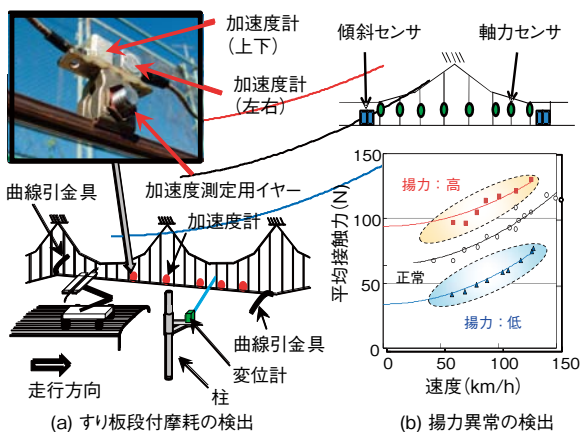 加速度計
(上下)
加速度計
(左右)
加速度測定用イヤー
曲線引金具
加速度計
曲線引金具
変位計
柱
走行方向
(a) すり板段付摩耗の検出
傾斜センサ
軸力センサ
平均接触力(N)
150
100
50
0
0
50
100
150
揚力：高
正常
揚力：低
速度 (km/h)
(b) 揚力異常の検出